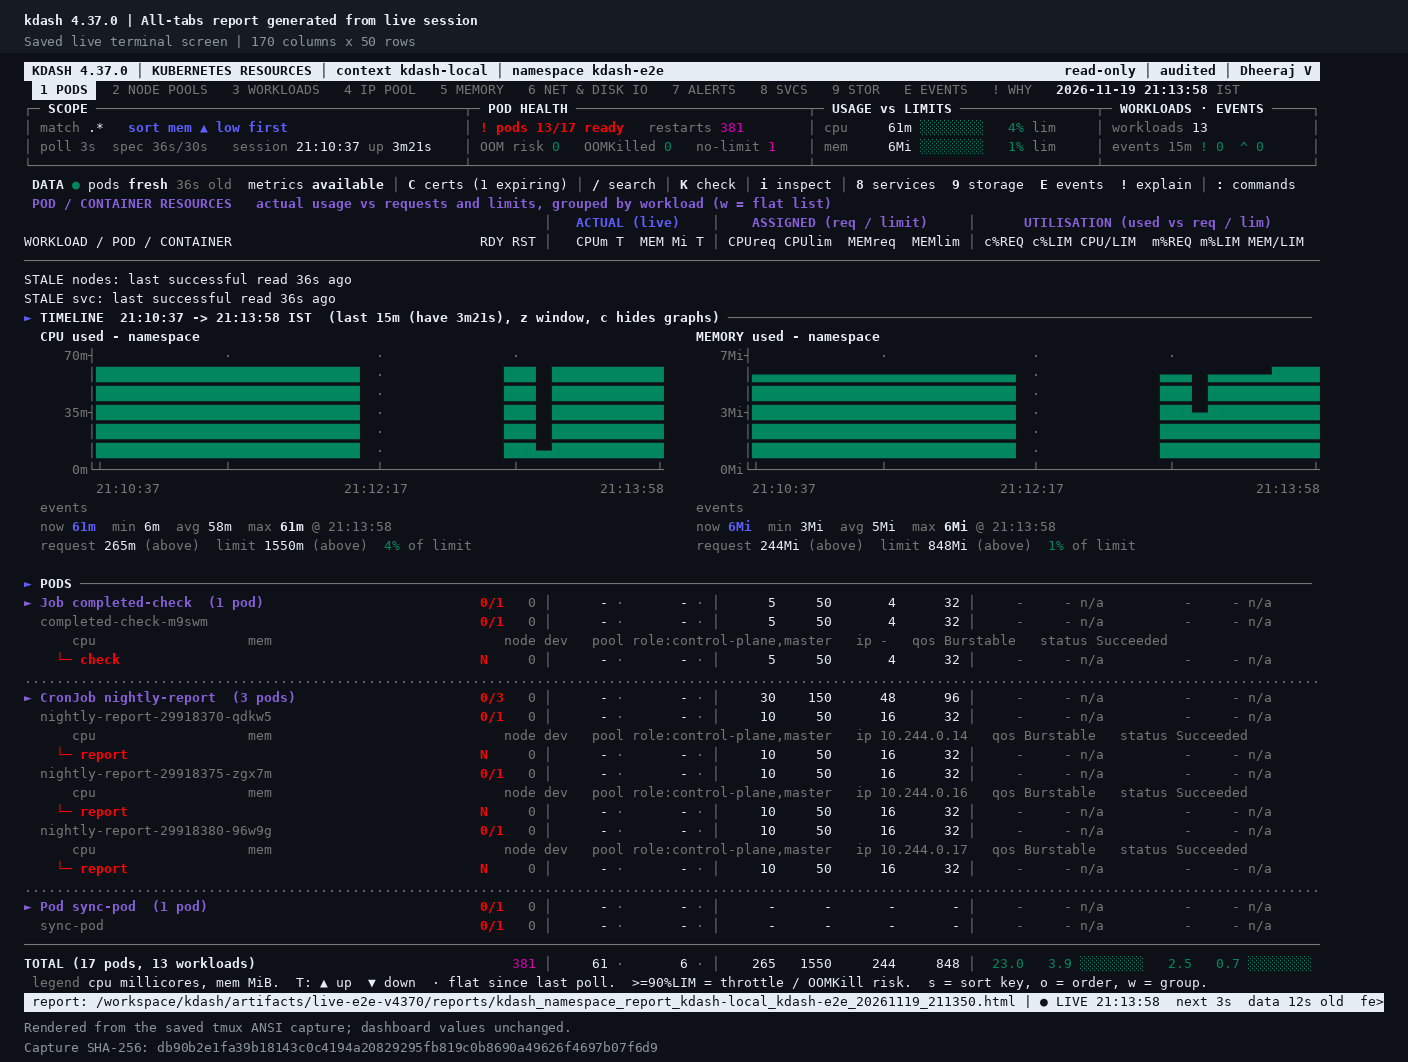 kdash 4.37.0 | All-tabs report generated from live session
Saved live terminal screen | 170 columns x 50 rows
KDASH 4.37.0 │ KUBERNETES RESOURCES │ context kdash-local │ namespace kdash-e2e read-only │ audited │ Dheeraj V
1 PODS 2 NODE POOLS 3 WORKLOADS 4 IP POOL 5 MEMORY 6 NET & DISK IO 7 ALERTS 8 SVCS 9 STOR E EVENTS ! WHY 2026-11-19 21:13:58 IST
SCOPE POD HEALTH USAGE vs LIMITS WORKLOADS · EVENTS
match .* sort mem ▲ low first │ ! pods 13/17 ready restarts 381 │ cpu 61m ░░░░░░░░ 4% lim │ workloads 13
poll 3s spec 36s/30s session 21:10:37 up 3m21s │ OOM risk 0 OOMKilled 0 no-limit 1 │ mem 6Mi ░░░░░░░░ 1% lim │ events 15m ! 0 ^ 0
DATA ● pods fresh 36s old metrics available │ C certs (1 expiring) │ / search │ K check │ i inspect │ 8 services 9 storage E events ! explain │ : commands
POD / CONTAINER RESOURCES actual usage vs requests and limits, grouped by workload (w = flat list)
│ ACTUAL (live) │ ASSIGNED (req / limit) │ UTILISATION (used vs req / lim)
WORKLOAD / POD / CONTAINER RDY RST │ CPUm T MEM Mi T │ CPUreq CPUlim MEMreq MEMlim │ c%REQ c%LIM CPU/LIM m%REQ m%LIM MEM/LIM
STALE nodes: last successful read 36s ago
STALE svc: last successful read 36s ago
► TIMELINE 21:10:37 -> 21:13:58 IST (last 15m (have 3m21s), z window, c hides graphs)
CPU used - namespace MEMORY used - namespace
70m 7Mi
35m 3Mi
0m 0Mi
21:10:37 21:12:17 21:13:58 21:10:37 21:12:17 21:13:58
events events
now 61m min 6m avg 58m max 61m @ 21:13:58 now 6Mi min 3Mi avg 5Mi max 6Mi @ 21:13:58
request 265m (above) limit 1550m (above) 4% of limit request 244Mi (above) limit 848Mi (above) 1% of limit
► PODS
► Job completed-check (1 pod) 0/1 0 │ - · - · │ 5 50 4 32 │ - - n/a - - n/a
completed-check-m9swm 0/1 0 │ - · - · │ 5 50 4 32 │ - - n/a - - n/a
cpu mem node dev pool role:control-plane,master ip - qos Burstable status Succeeded
└─ check N 0 │ - · - · │ 5 50 4 32 │ - - n/a - - n/a
► CronJob nightly-report (3 pods) 0/3 0 │ - · - · │ 30 150 48 96 │ - - n/a - - n/a
nightly-report-29918370-qdkw5 0/1 0 │ - · - · │ 10 50 16 32 │ - - n/a - - n/a
cpu mem node dev pool role:control-plane,master ip 10.244.0.14 qos Burstable status Succeeded
└─ report N 0 │ - · - · │ 10 50 16 32 │ - - n/a - - n/a
nightly-report-29918375-zgx7m 0/1 0 │ - · - · │ 10 50 16 32 │ - - n/a - - n/a
cpu mem node dev pool role:control-plane,master ip 10.244.0.16 qos Burstable status Succeeded
└─ report N 0 │ - · - · │ 10 50 16 32 │ - - n/a - - n/a
nightly-report-29918380-96w9g 0/1 0 │ - · - · │ 10 50 16 32 │ - - n/a - - n/a
cpu mem node dev pool role:control-plane,master ip 10.244.0.17 qos Burstable status Succeeded
└─ report N 0 │ - · - · │ 10 50 16 32 │ - - n/a - - n/a
► Pod sync-pod (1 pod) 0/1 0 │ - · - · │ - - - - │ - - n/a - - n/a
sync-pod 0/1 0 │ - · - · │ - - - - │ - - n/a - - n/a
TOTAL (17 pods, 13 workloads) 381 │ 61 · 6 · │ 265 1550 244 848 │ 23.0 3.9 ░░░░░░░░ 2.5 0.7 ░░░░░░░░
legend cpu millicores, mem MiB. T: ▲ up ▼ down · flat since last poll. >=90%LIM = throttle / OOMKill risk. s = sort key, o = order, w = group.
report: /workspace/kdash/artifacts/live-e2e-v4370/reports/kdash_namespace_report_kdash-local_kdash-e2e_20261119_211350.html | ● LIVE 21:13:58 next 3s data 12s old fe>
Rendered from the saved tmux ANSI capture; dashboard values unchanged.
Capture SHA-256: db90b2e1fa39b18143c0c4194a20829295fb819c0b8690a49626f4697b07f6d9